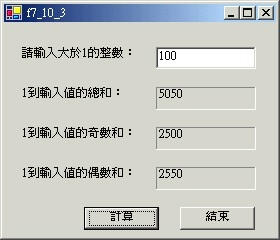 f7_10_3
請輸入大於1的整數： 100
1到輸入值的總和： 5050
1到輸入值的奇數和： 2500
1到輸入值的偶數和： 2550
計算 結束